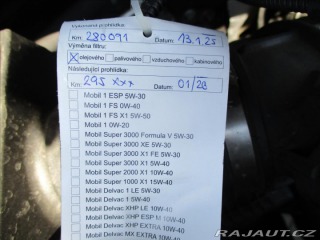 Vykonaná prohlídka:
Km: 280091 Datum: 13.1.25
Výměna filtru:
olejového palivového vzduchového kabinového
Následující prohlídka:
Km: 295 xxx 01/26
Mobil 1 ESP 5W-30
Mobil 1 FS 0W-40
Mobil 1 FS X1 5W-50
Mobil 1 0W-20
Mobil Super 3000 Formula V 5W-30
Mobil Super 3000 XE 5W-30
Mobil Super 3000 X1 FE 5W-30
Mobil Super 3000 X1 5W-40
Mobil Super 2000 X1 10W-40
Mobil Super 1000 X1 15W-40
Mobil Delvac 1 LE 5W-30
Mobil Delvac 1 5W-40
Mobil Delvac XHP LE 10W-40
Mobil Delvac XHP ESP M 10W-40
Mobil Delvac XHP EXTRA 10W-40
Mobil Delvac MX EXTRA 10W-40
RAJAUT.CZ